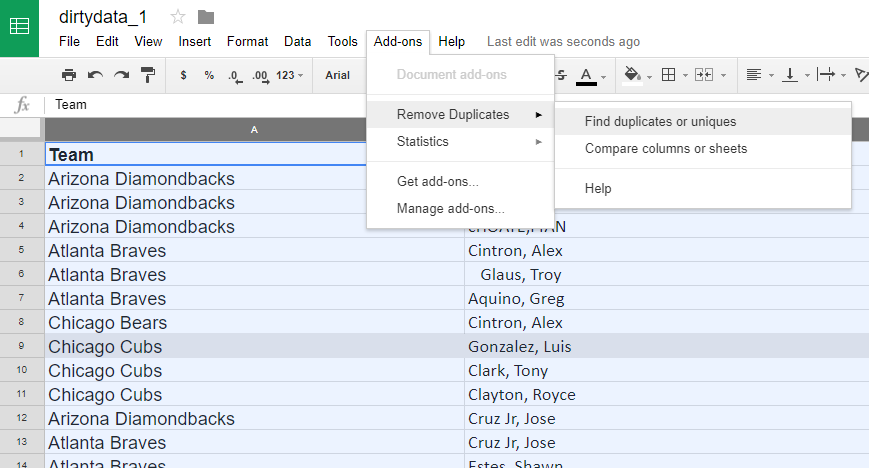 dirtydata_1
File Edit View Insert Format Data Tools Add-ons Help Last edit was seconds ago
$ % .0 .00 123 Arial S A
fx Team
A
1 Team
2 Arizona Diamondbacks
3 Arizona Diamondbacks
4 Arizona Diamondbacks
5 Atlanta Braves Cintron, Alex
6 Atlanta Braves Glaus, Troy
7 Atlanta Braves Aquino, Greg
8 Chicago Bears Cintron, Alex
9 Chicago Cubs Gonzalez, Luis
10 Chicago Cubs Clark, Tony
11 Chicago Cubs Clayton, Royce
12 Arizona Diamondbacks Cruz Jr, Jose
13 Atlanta Braves Cruz Jr, Jose
14 Atlanta Braves Estes, Shawn
Document add-ons
Remove Duplicates
Statistics
Get add-ons...
Manage add-ons...
Find duplicates or uniques
Compare columns or sheets
Help